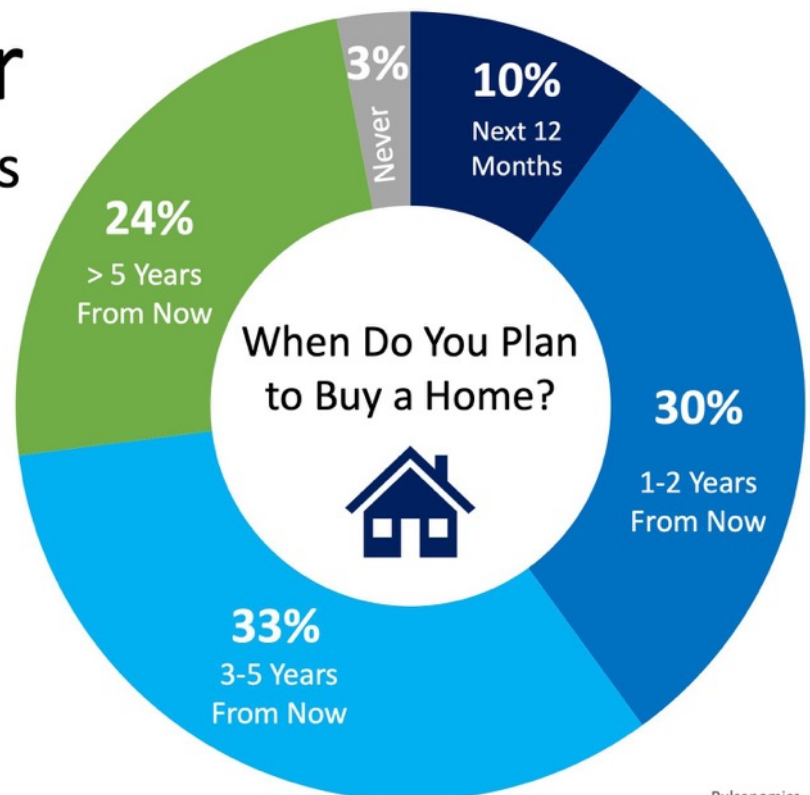 r
s
3%
Never
10%
Next 12
Months
24%
> 5 Years
From Now
When Do You Plan
to Buy a Home?
30%
1-2 Years
From Now
33%
3-5 Years
From Now